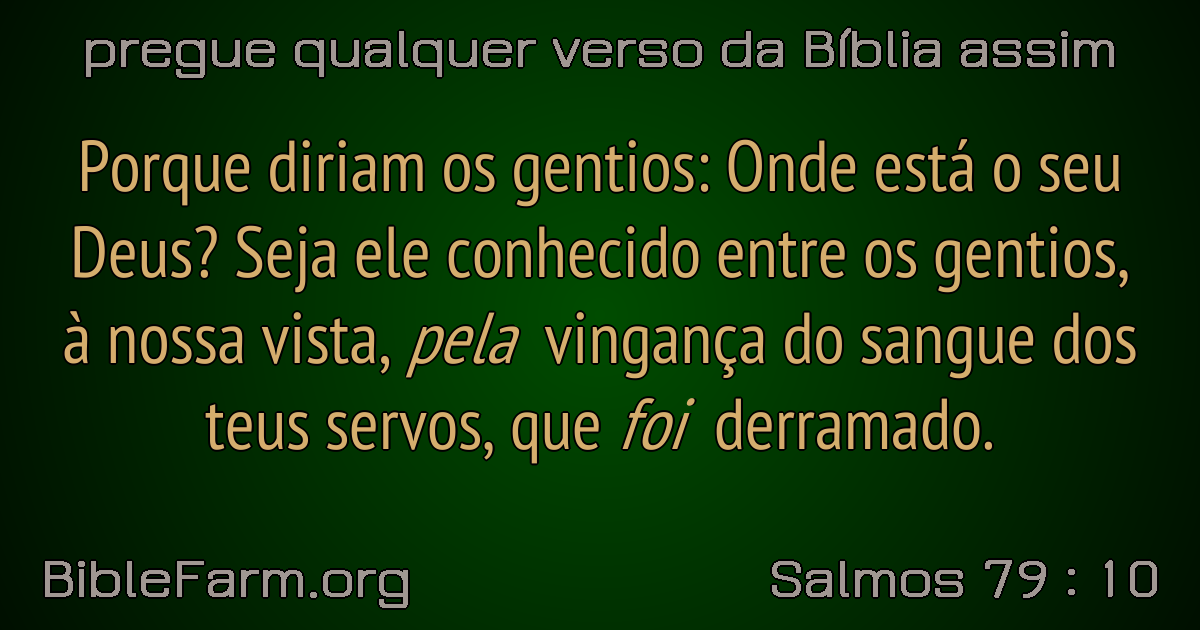 pregue qualquer verso da Bíblia assim
Porque diriam os gentios: Onde está o seu
Deus? Seja ele conhecido entre os gentios,
à nossa vista, pela vingança do sangue dos
teus servos, que foi derramado.
BibleFarm.org
Salmos 79 : 10